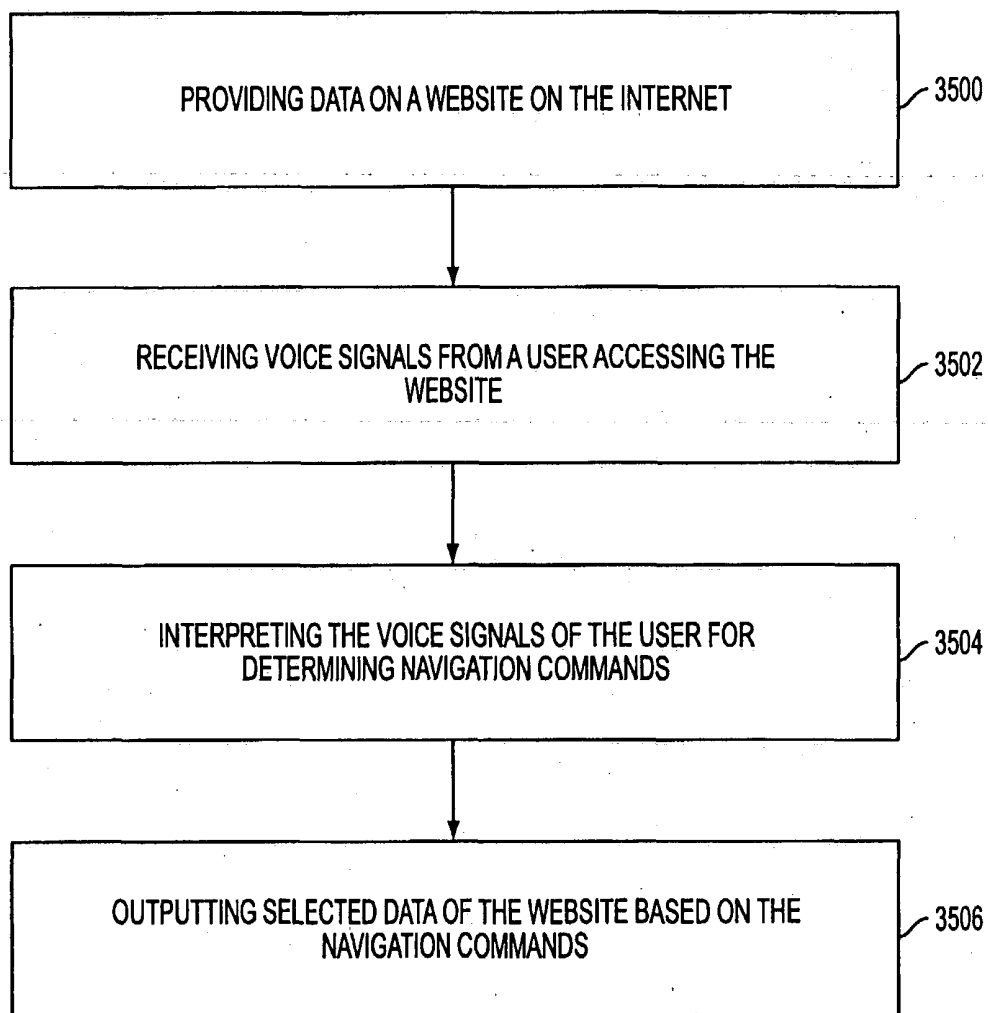 PROVIDING DATA ON A WEBSITE ON THE INTERNET
3500
RECEIVING VOICE SIGNALS FROM A USER ACCESSING THE
WEBSITE
3502
INTERPRETING THE VOICE SIGNALS OF THE USER FOR
DETERMINING NAVIGATION COMMANDS
3504
OUTPUTTING SELECTED DATA OF THE WEBSITE BASED ON THE
NAVIGATION COMMANDS
3506